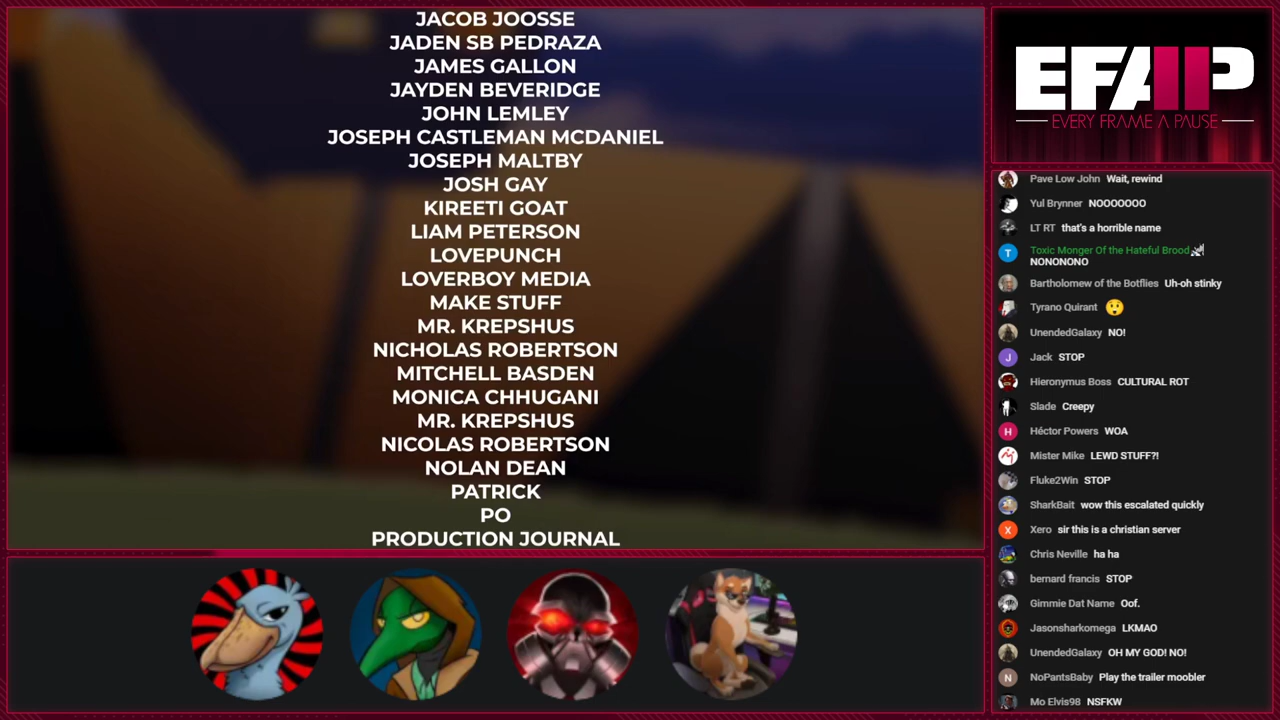 JACOB JOOSSE
JADEN SB PEDRAZA
JAMES GALLON
JAYDEN BEVERIDGE
JOHN LEMLEY
JOSEPH CASTLEMAN MCDANIEL
JOSEPH MALTBY
JOSH GAY
KIREETI GOAT
LIAM PETERSON
LOVEPUNCH
LOVERBOY MEDIA
MAKE STUFF
MR. KREPSHUS
NICHOLAS ROBERTSON
MITCHELL BASDEN
MONICA CHHUGANI
MR. KREPSHUS
NICOLAS ROBERTSON
NOLAN DEAN
PATRICK
PO
PRODUCTION JOURNAL
EFAP
EVERY FRAME A PAUSE
Pave Low John Wait, rewind
Yul Brynner NOOOOOOO
LT RT that's a horrible name
T Toxic Monger Of the Hateful Brood
NONONONO
Bartholomew of the Botflies Uh-oh stinky
Tyrano Quirant 😲
UnendedGalaxy NO!
J Jack STOP
Hieronymus Boss CULTURAL ROT
Slade Creepy
H Héctor Powers WOA
Mister Mike LEWD STUFF?!
Fluke2Win STOP
SharkBait wow this escalated quickly
X Xero sir this is a christian server
Chris Neville ha ha
bernard francis STOP
Gimmie Dat Name Oof.
Jasonsharkomega LKMAO
UnendedGalaxy OH MY GOD! NO!
N NoPantsBaby Play the trailer moobler
Mo Elvis98 NSFKW